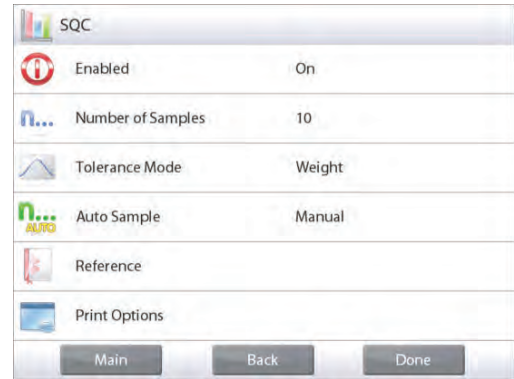 SQC
Enabled On
n... Number of Samples 10
Tolerance Mode Weight
n... AUTO Auto Sample Manual
Reference
Print Options
Main Back Done